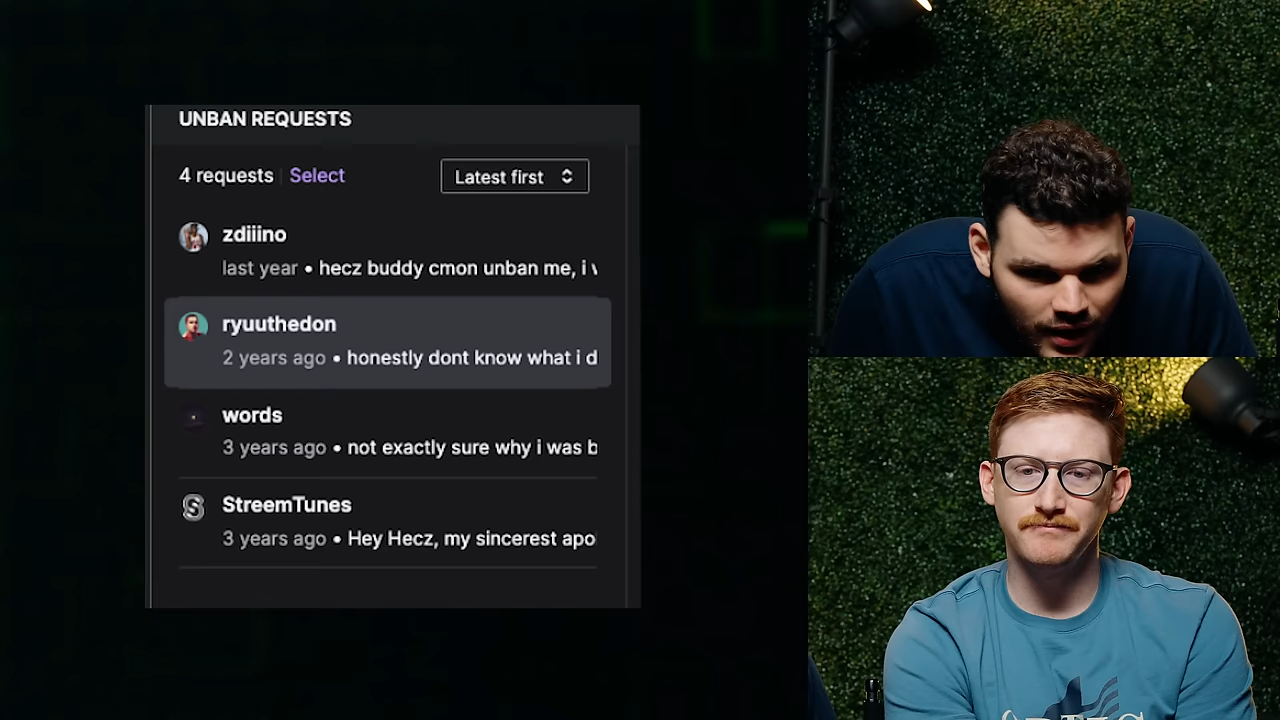 UNBAN REQUESTS
4 requests Select
Latest first
zdiiino
last year • hecz buddy cmon unban me, i
ryuuthedon
2 years ago • honestly dont know what i d
words
3 years ago • not exactly sure why i was b
StreemTunes
3 years ago • Hey Hecz, my sincerest apo